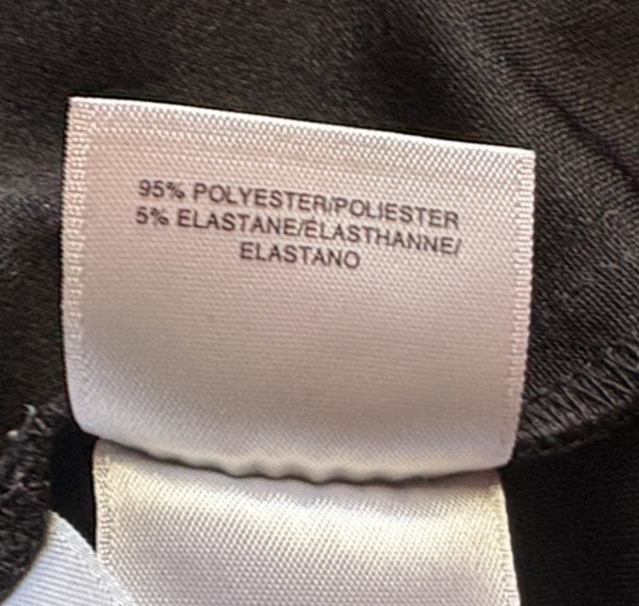 95% POLYESTER/POLIESTER
5% ELASTANE/ÉLASTHANNE/
ELASTANO